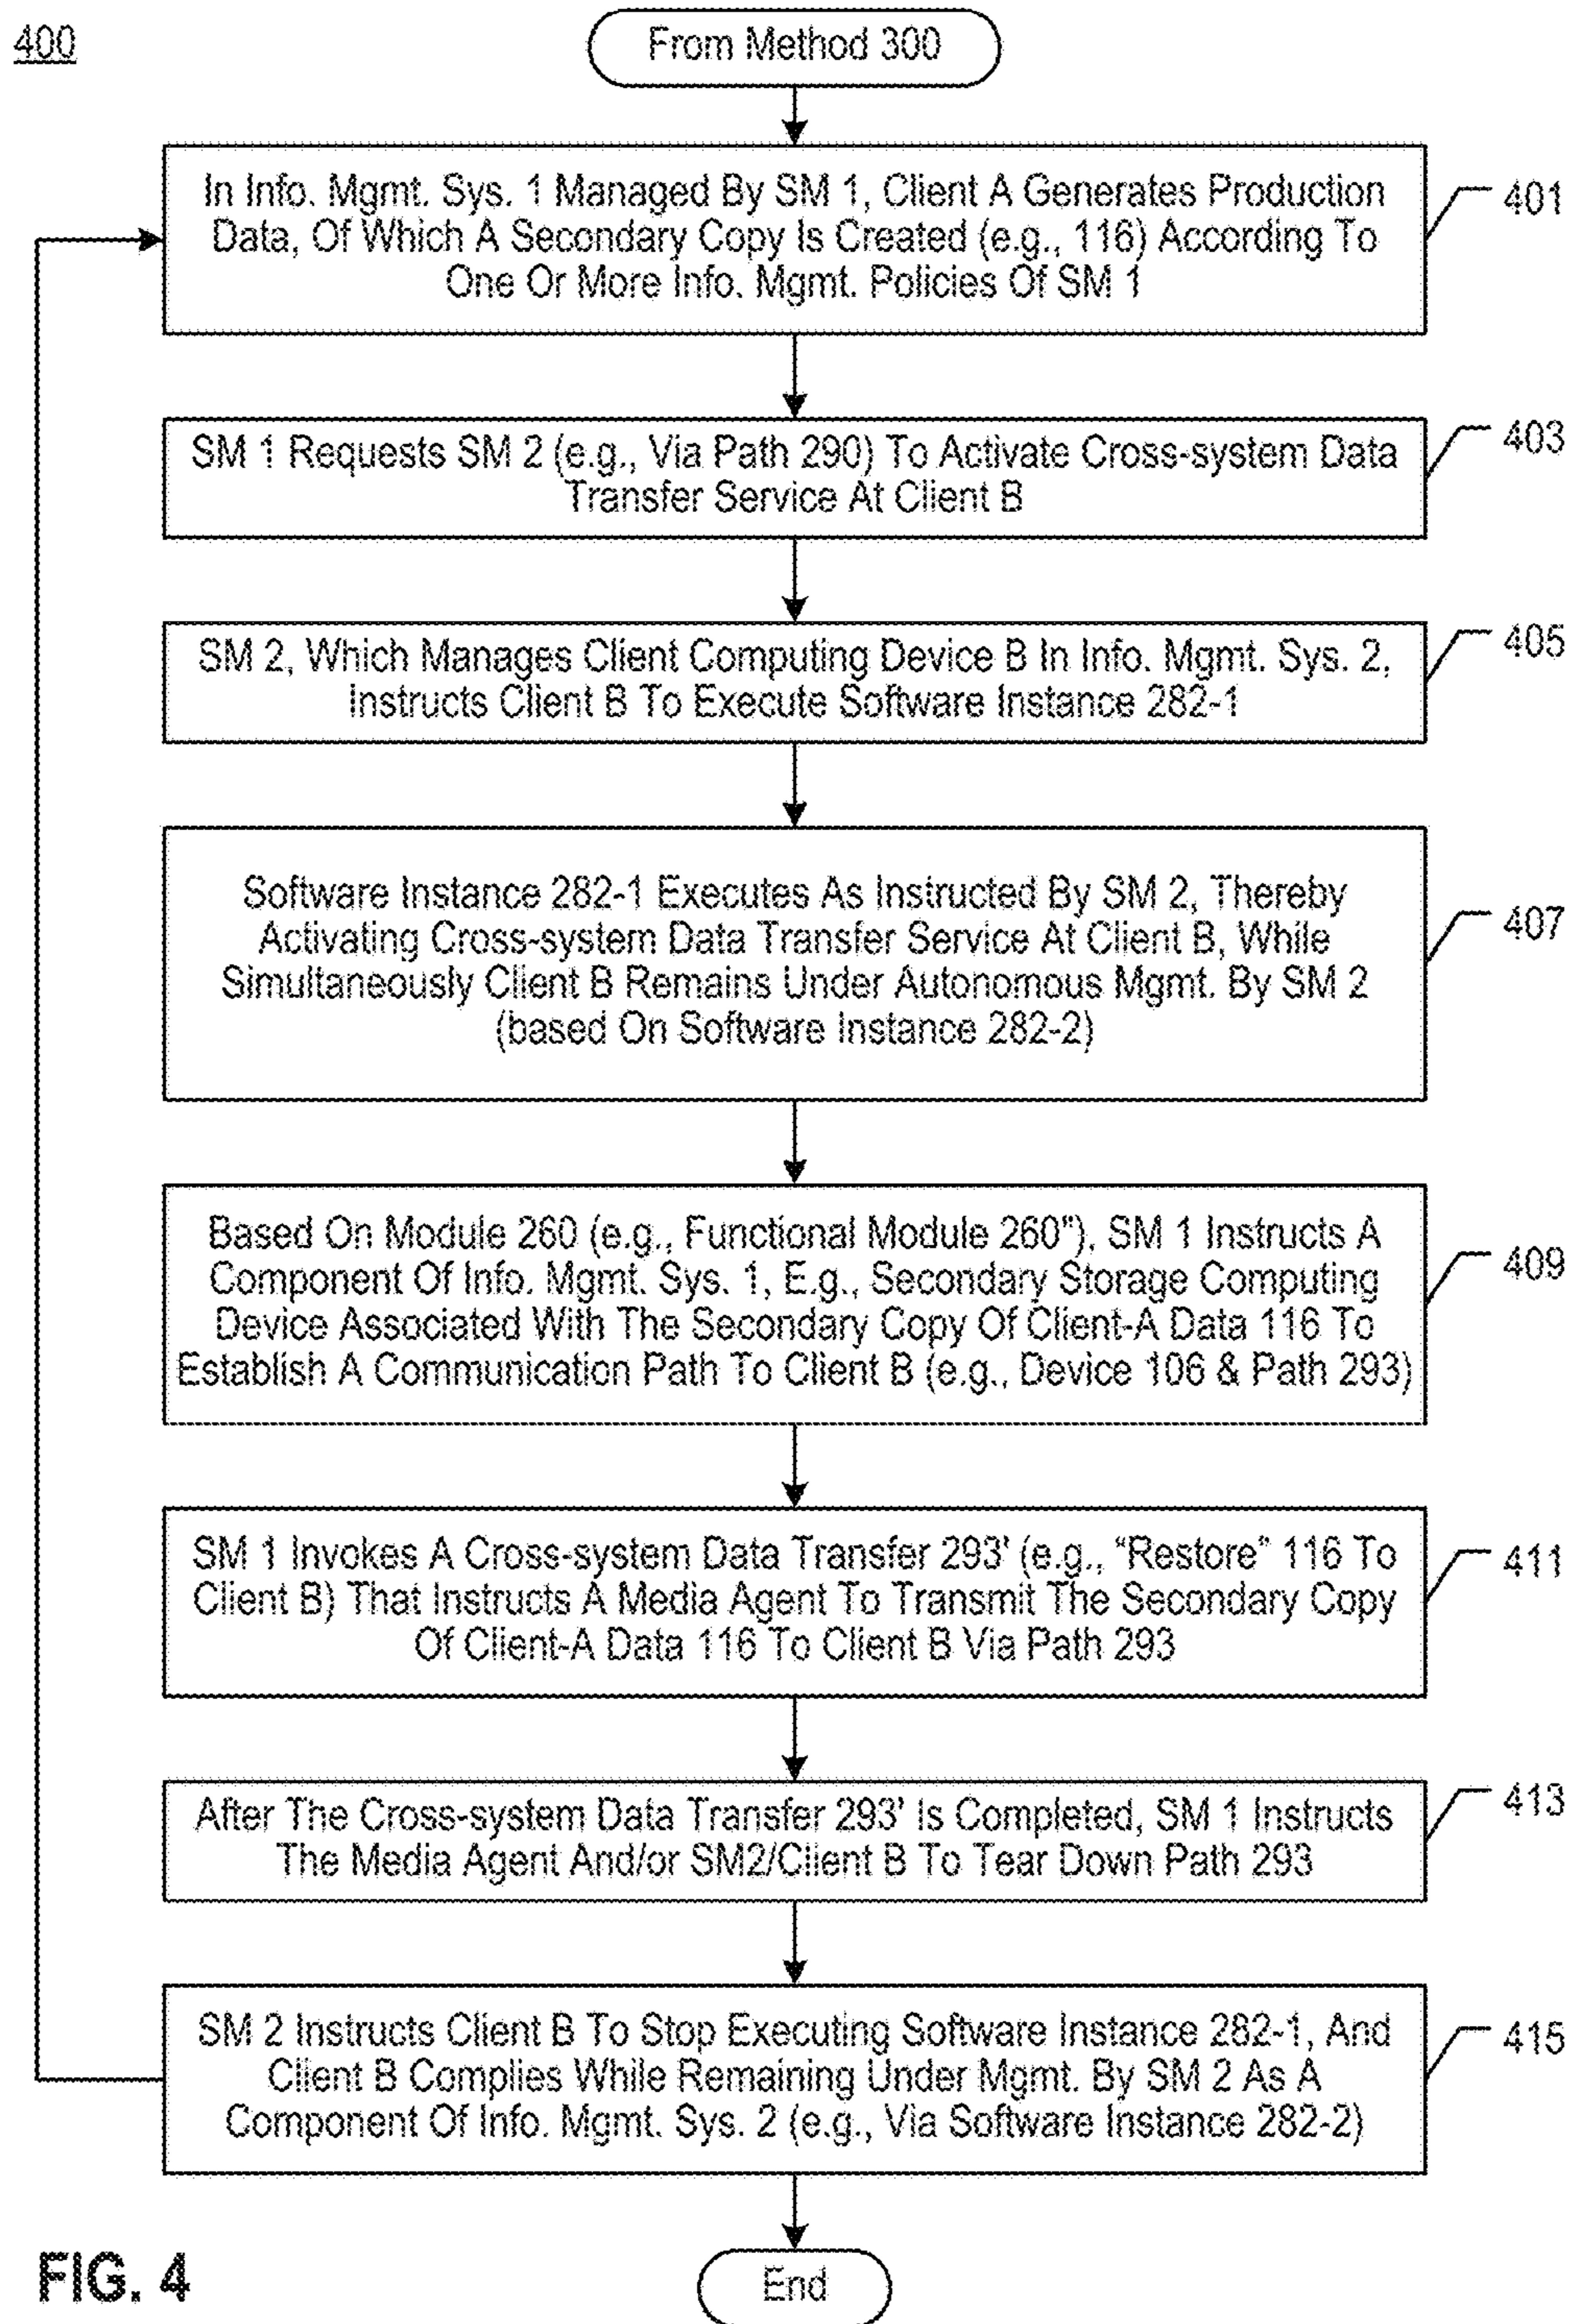 400
From Method 300
In Info. Mgmt. Sys. 1 Managed By SM 1, Client A Generates Production
Data, Of Which A Secondary Copy Is Created (e.g., 116) According To
One Or More Info. Mgmt. Policies Of SM 1
401
SM 1 Requests SM 2 (e.g., Via Path 290) To Activate Cross-system Data
Transfer Service At Client B
403
SM 2, Which Manages Client Computing Device B In Info. Mgmt. Sys. 2,
Instructs Client B To Execute Software Instance 282-1
405
Software Instance 282-1 Executes As Instructed By SM 2, Thereby
Activating Cross-system Data Transfer Service At Client B, While
Simultaneously Client B Remains Under Autonomous Mgmt. By SM 2
(based On Software Instance 282-2)
407
Based On Module 260 (e.g., Functional Module 260"), SM 1 Instructs A
Component Of Info. Mgmt. Sys. 1, E.g., Secondary Storage Computing
Device Associated With The Secondary Copy Of Client-A Data 116 To
Establish A Communication Path To Client B (e.g., Device 106 & Path 293)
409
SM 1 Invokes A Cross-system Data Transfer 293' (e.g., "Restore" 116 To
Client B) That Instructs A Media Agent To Transmit The Secondary Copy
Of Client-A Data 116 To Client B Via Path 293
411
After The Cross-system Data Transfer 293' Is Completed, SM 1 Instructs
The Media Agent And/or SM2/Client B To Tear Down Path 293
413
SM 2 Instructs Client B To Stop Executing Software Instance 282-1, And
Client B Complies While Remaining Under Mgmt. By SM 2 As A
Component Of Info. Mgmt. Sys. 2 (e.g., Via Software Instance 282-2)
415
FIG. 4
End